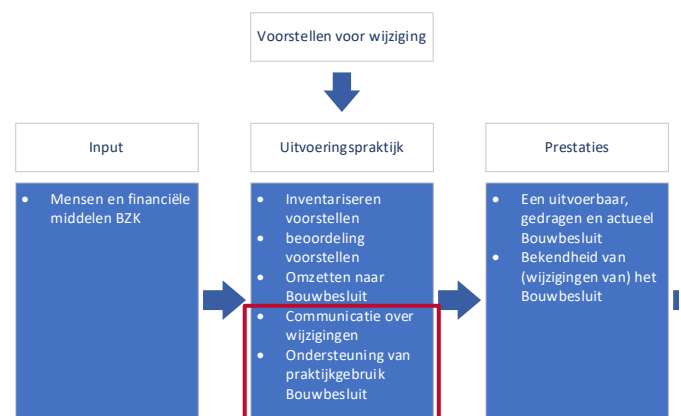 Voorstellen voor wijziging
Input
Uitvoeringspraktijk
Prestaties
• Mensen en financiële
middelen BZK
• Inventariseren
voorstellen
• beoordeling
voorstellen
• Omzetten naar
Bouwbesluit
• Communicatie over
wijzigingen
• Ondersteuning van
praktijkgebruik
Bouwbesluit
• Een uitvoerbaar,
gedragen en actueel
Bouwbesluit
• Bekendheid van
(wijzigingen van) het
Bouwbesluit